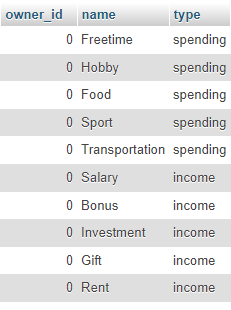 owner_id name type
0 Freetime spending
0 Hobby spending
0 Food spending
0 Sport spending
0 Transportation spending
0 Salary income
0 Bonus income
0 Investment income
0 Gift income
0 Rent income